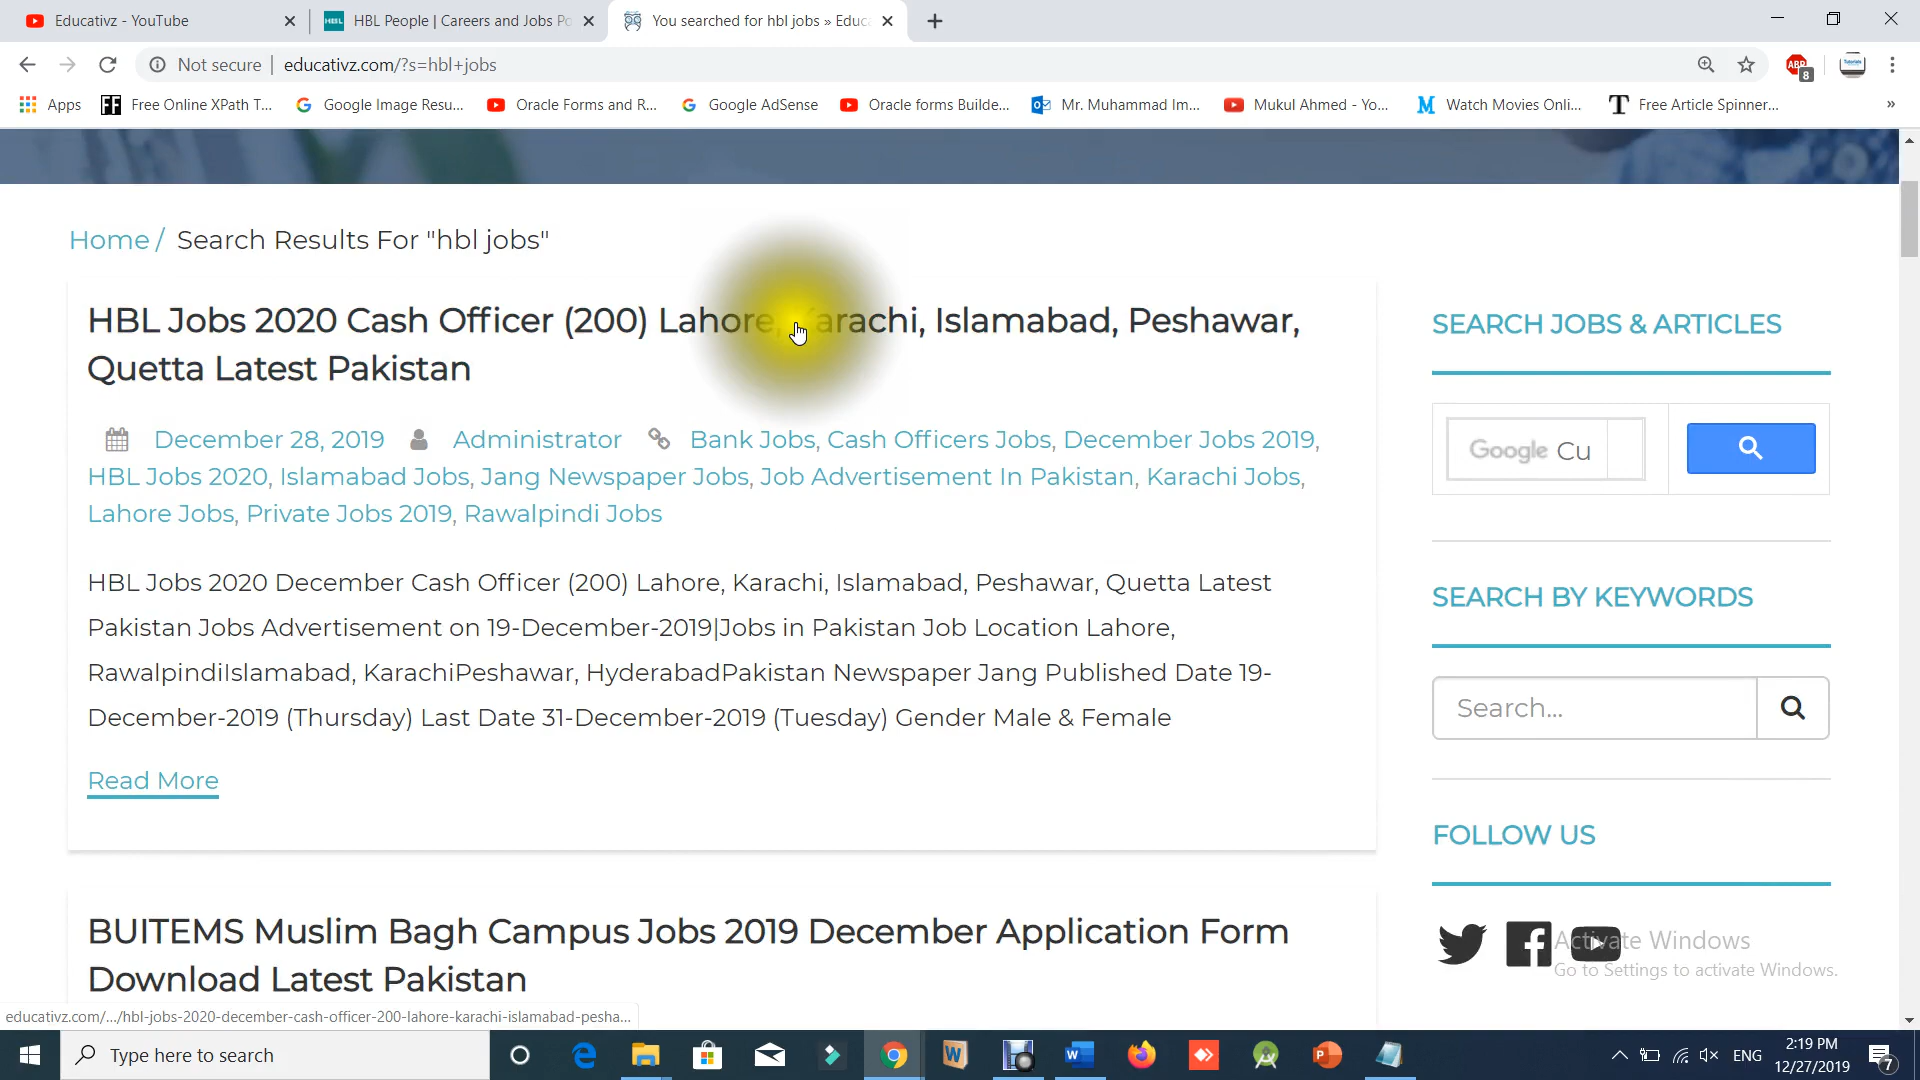 Educativz - YouTube
HBL People | Careers and Jobs Po
You searched for hbl jobs » Educa
Not secure
educativz.com/?s=hbl+jobs
ABP
8
Apps
Free Online XPath T...
Google Image Resu...
Oracle Forms and R...
Google AdSense
Oracle forms Builde...
Mr. Muhammad Im...
Mukul Ahmed - Yo...
Watch Movies Onli...
Free Article Spinner...
»
Home / Search Results For "hbl jobs"
HBL Jobs 2020 Cash Officer (200) Lahore, Karachi, Islamabad, Peshawar,
Quetta Latest Pakistan
December 28, 2019 Administrator Bank Jobs, Cash Officers Jobs, December Jobs 2019,
HBL Jobs 2020, Islamabad Jobs, Jang Newspaper Jobs, Job Advertisement In Pakistan, Karachi Jobs,
Lahore Jobs, Private Jobs 2019, Rawalpindi Jobs
HBL Jobs 2020 December Cash Officer (200) Lahore, Karachi, Islamabad, Peshawar, Quetta Latest
Pakistan Jobs Advertisement on 19-December-2019|Jobs in Pakistan Job Location Lahore,
RawalpindiIslamabad, KarachiPeshawar, HyderabadPakistan Newspaper Jang Published Date 19-
December-2019 (Thursday) Last Date 31-December-2019 (Tuesday) Gender Male & Female
Read More
BUITEMS Muslim Bagh Campus Jobs 2019 December Application Form
Download Latest Pakistan
SEARCH JOBS & ARTICLES
Google Cu
SEARCH BY KEYWORDS
Search...
FOLLOW US
Activate Windows
Go to Settings to activate Windows.
educativz.com/.../hbl-jobs-2020-december-cash-officer-200-lahore-karachi-islamabad-pesha...
Type here to search
ENG
2:19 PM
12/27/2019
7